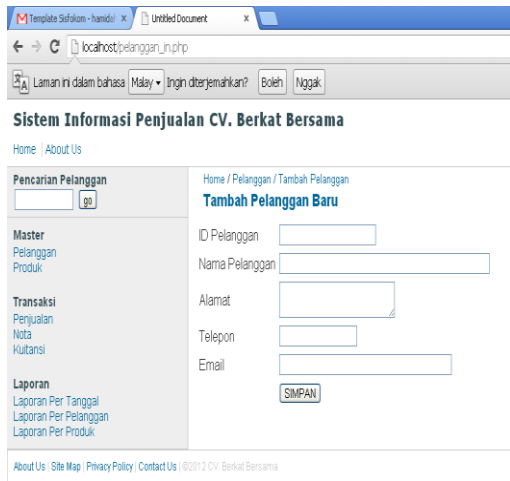 Template Sisfokom - hamidal x
Untitled Document x
localhost/pelanggan_in.php
Laman ini dalam bahasa Malay Ingin diterjemahkan? Boleh Nggak
Sistem Informasi Penjualan CV. Berkat Bersama
Home | About Us
Pencarian Pelanggan
go
Master
Pelanggan
Produk
Transaksi
Penjualan
Nota
Kuitansi
Laporan
Laporan Per Tanggal
Laporan Per Pelanggan
Laporan Per Produk
Home / Pelanggan / Tambah Pelanggan
Tambah Pelanggan Baru
ID Pelanggan
Nama Pelanggan
Alamat
Telepon
Email
SIMPAN
About Us | Site Map | Privacy Policy | Contact Us | ©2012 CV. Berkat Bersama